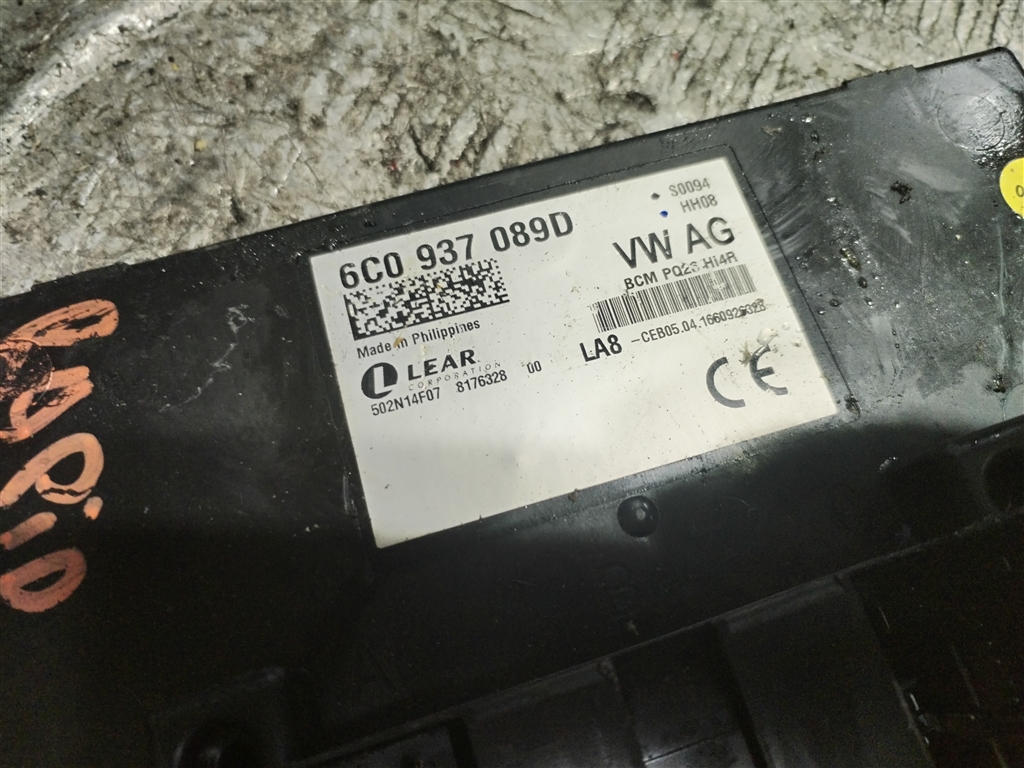 6C0 937 089D
S0094
HH08
VW AG
BCM PQ26 Hi4R
Made in Philippines
LEAR
CORPORATION
502N14F07 8176328 00
LA8 -CEB05.04.1660926328
CE